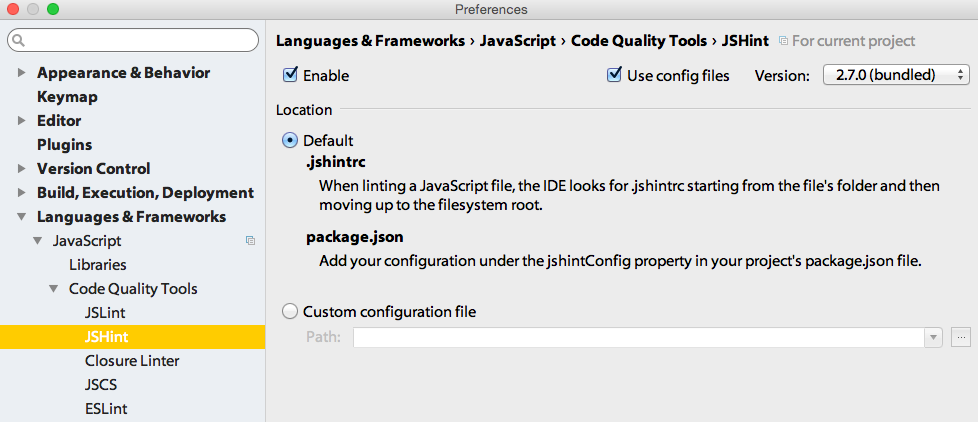 Preferences
Languages & Frameworks › JavaScript › Code Quality Tools › JSHint For current project
Enable Use config files Version: 2.7.0 (bundled)
Location
Default
.jshintrc
When linting a JavaScript file, the IDE looks for .jshintrc starting from the file's folder and then
moving up to the filesystem root.
package.json
Add your configuration under the jshintConfig property in your project's package.json file.
Custom configuration file
Path: ...
Appearance & Behavior
Keymap
Editor
Plugins
Version Control
Build, Execution, Deployment
Languages & Frameworks
JavaScript
Libraries
Code Quality Tools
JSLint
JSHint
Closure Linter
JSCS
ESLint